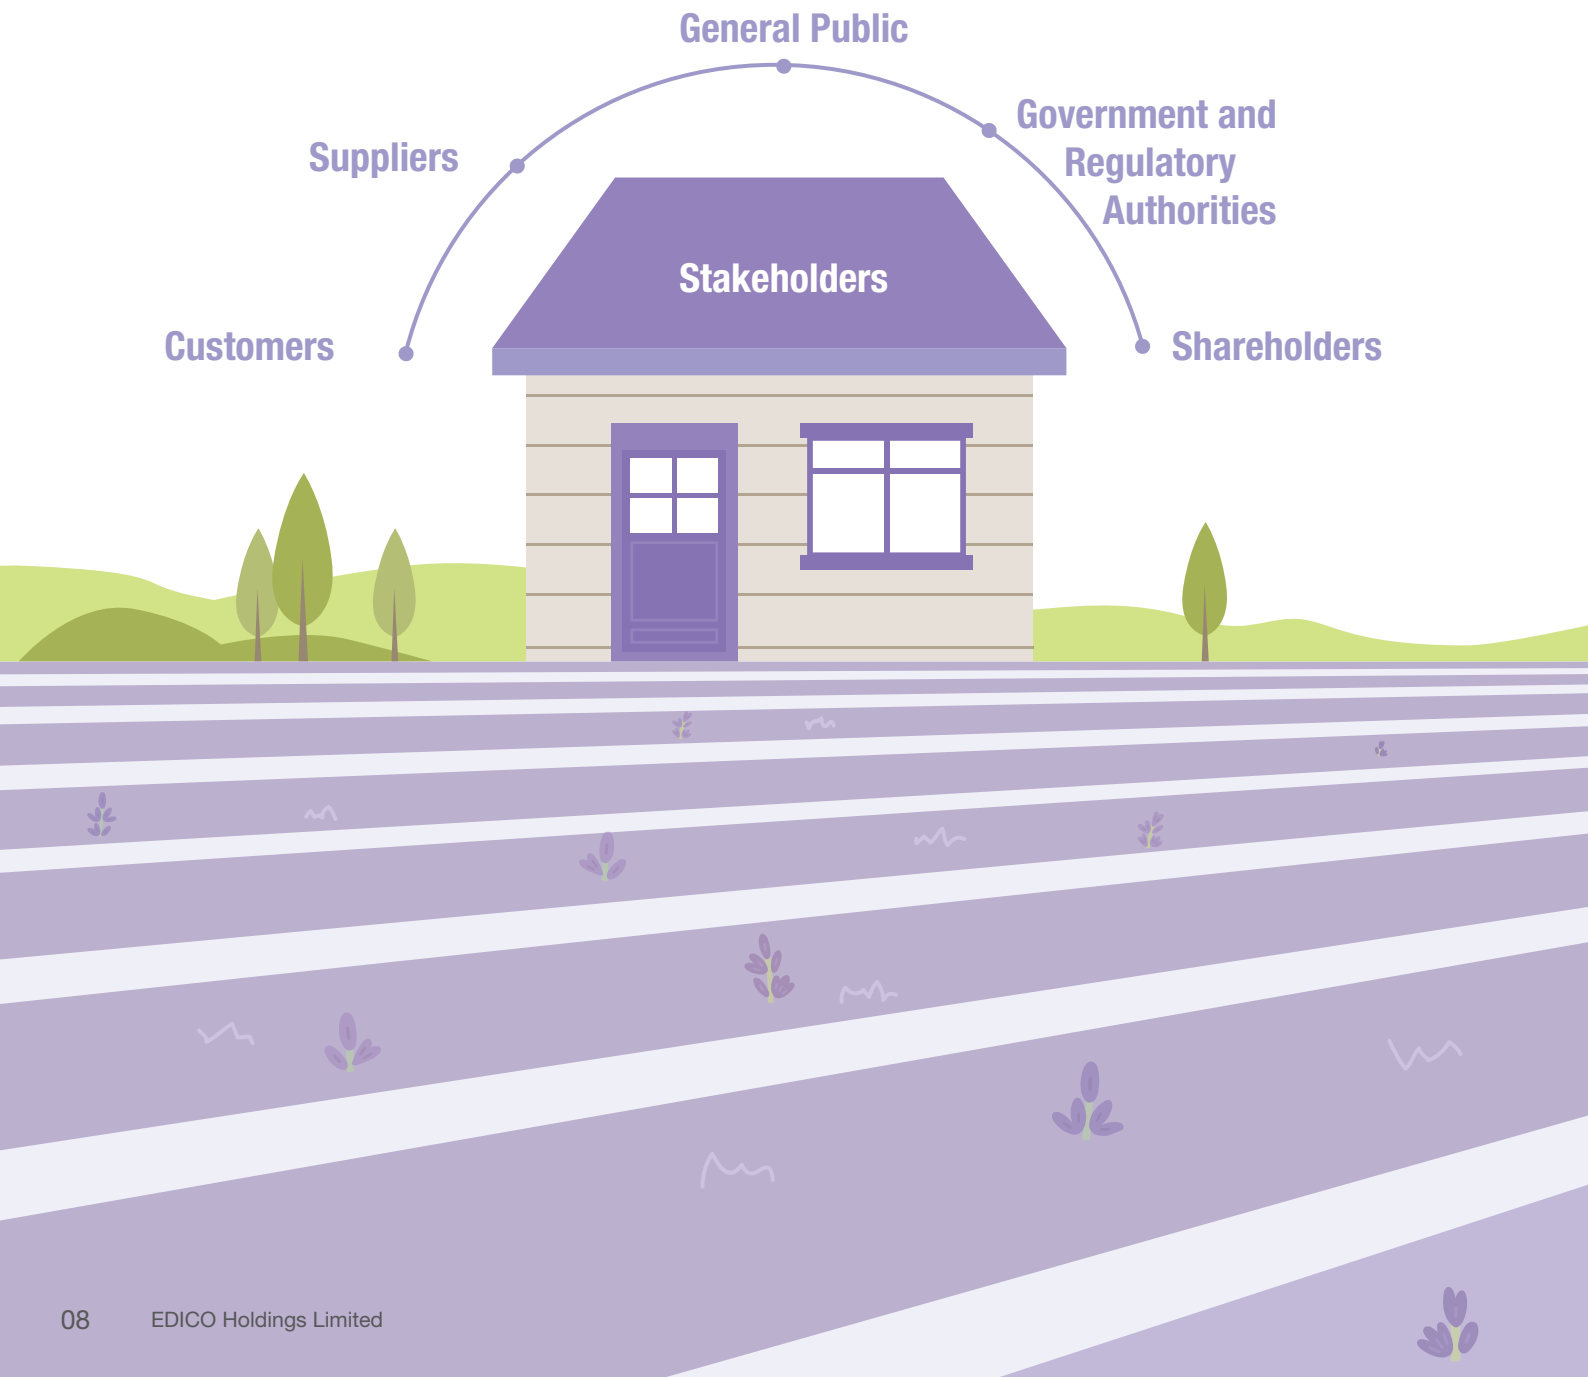 General Public
Government and
Regulatory
Authorities
Suppliers
Stakeholders
Customers
Shareholders
08 EDICO Holdings Limited